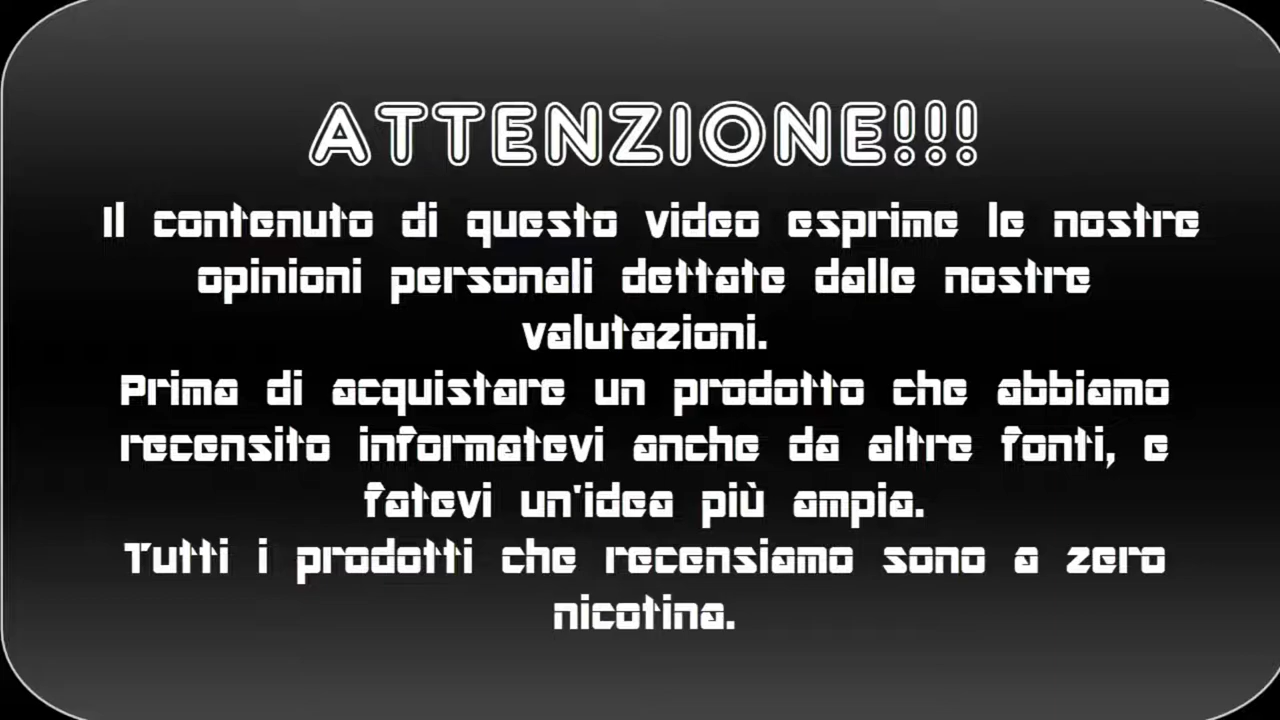 ATTENZIONE!!!
Il contenuto di questo video esprime le nostre
opinioni personali dettate dalle nostre
valutazioni.
Prima di acquistare un prodotto che abbiamo
recensito informatevi anche da altre fonti, e
fatevi un'idea più ampia.
Tutti i prodotti che recensiamo sono a zero
nicotina.